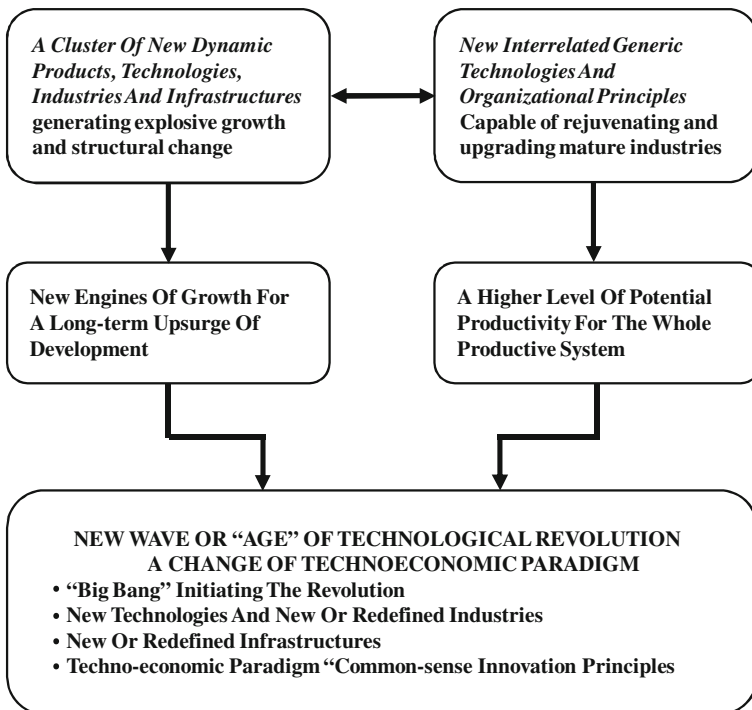 A Cluster Of New Dynamic
Products, Technologies,
Industries And Infrastructures
generating explosive growth
and structural change
New Interrelated Generic
Technologies And
Organizational Principles
Capable of rejuvenating and
upgrading mature industries
New Engines Of Growth For
A Long-term Upsurge Of
Development
A Higher Level Of Potential
Productivity For The Whole
Productive System
NEW WAVE OR “AGE” OF TECHNOLOGICAL REVOLUTION
A CHANGE OF TECHNOECONOMIC PARADIGM
• “Big Bang” Initiating The Revolution
• New Technologies And New Or Redefined Industries
• New Or Redefined Infrastructures
• Techno-economic Paradigm “Common-sense Innovation Principles